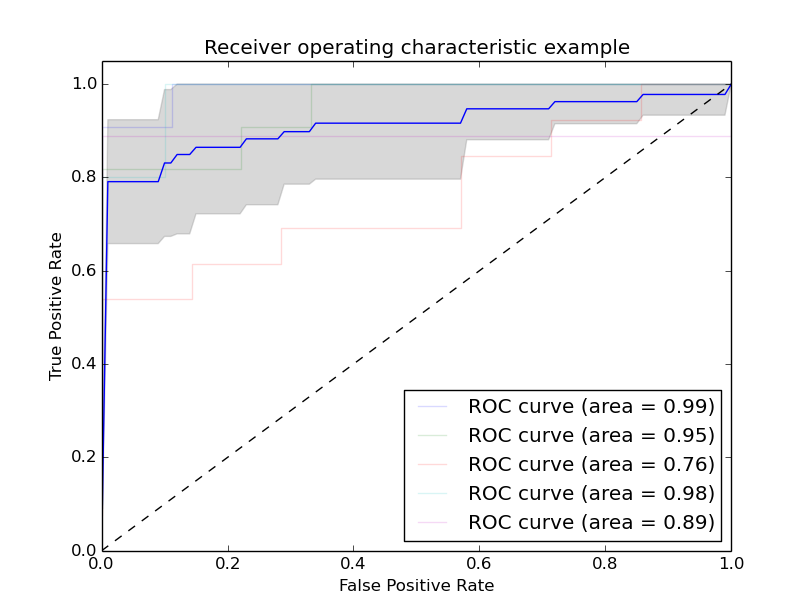 Receiver operating characteristic example
1.0
0.8
0.6
0.4
0.2
0.0
True Positive Rate
0.0 0.2 0.4 0.6 0.8 1.0
False Positive Rate
ROC curve (area = 0.99)
ROC curve (area = 0.95)
ROC curve (area = 0.76)
ROC curve (area = 0.98)
ROC curve (area = 0.89)